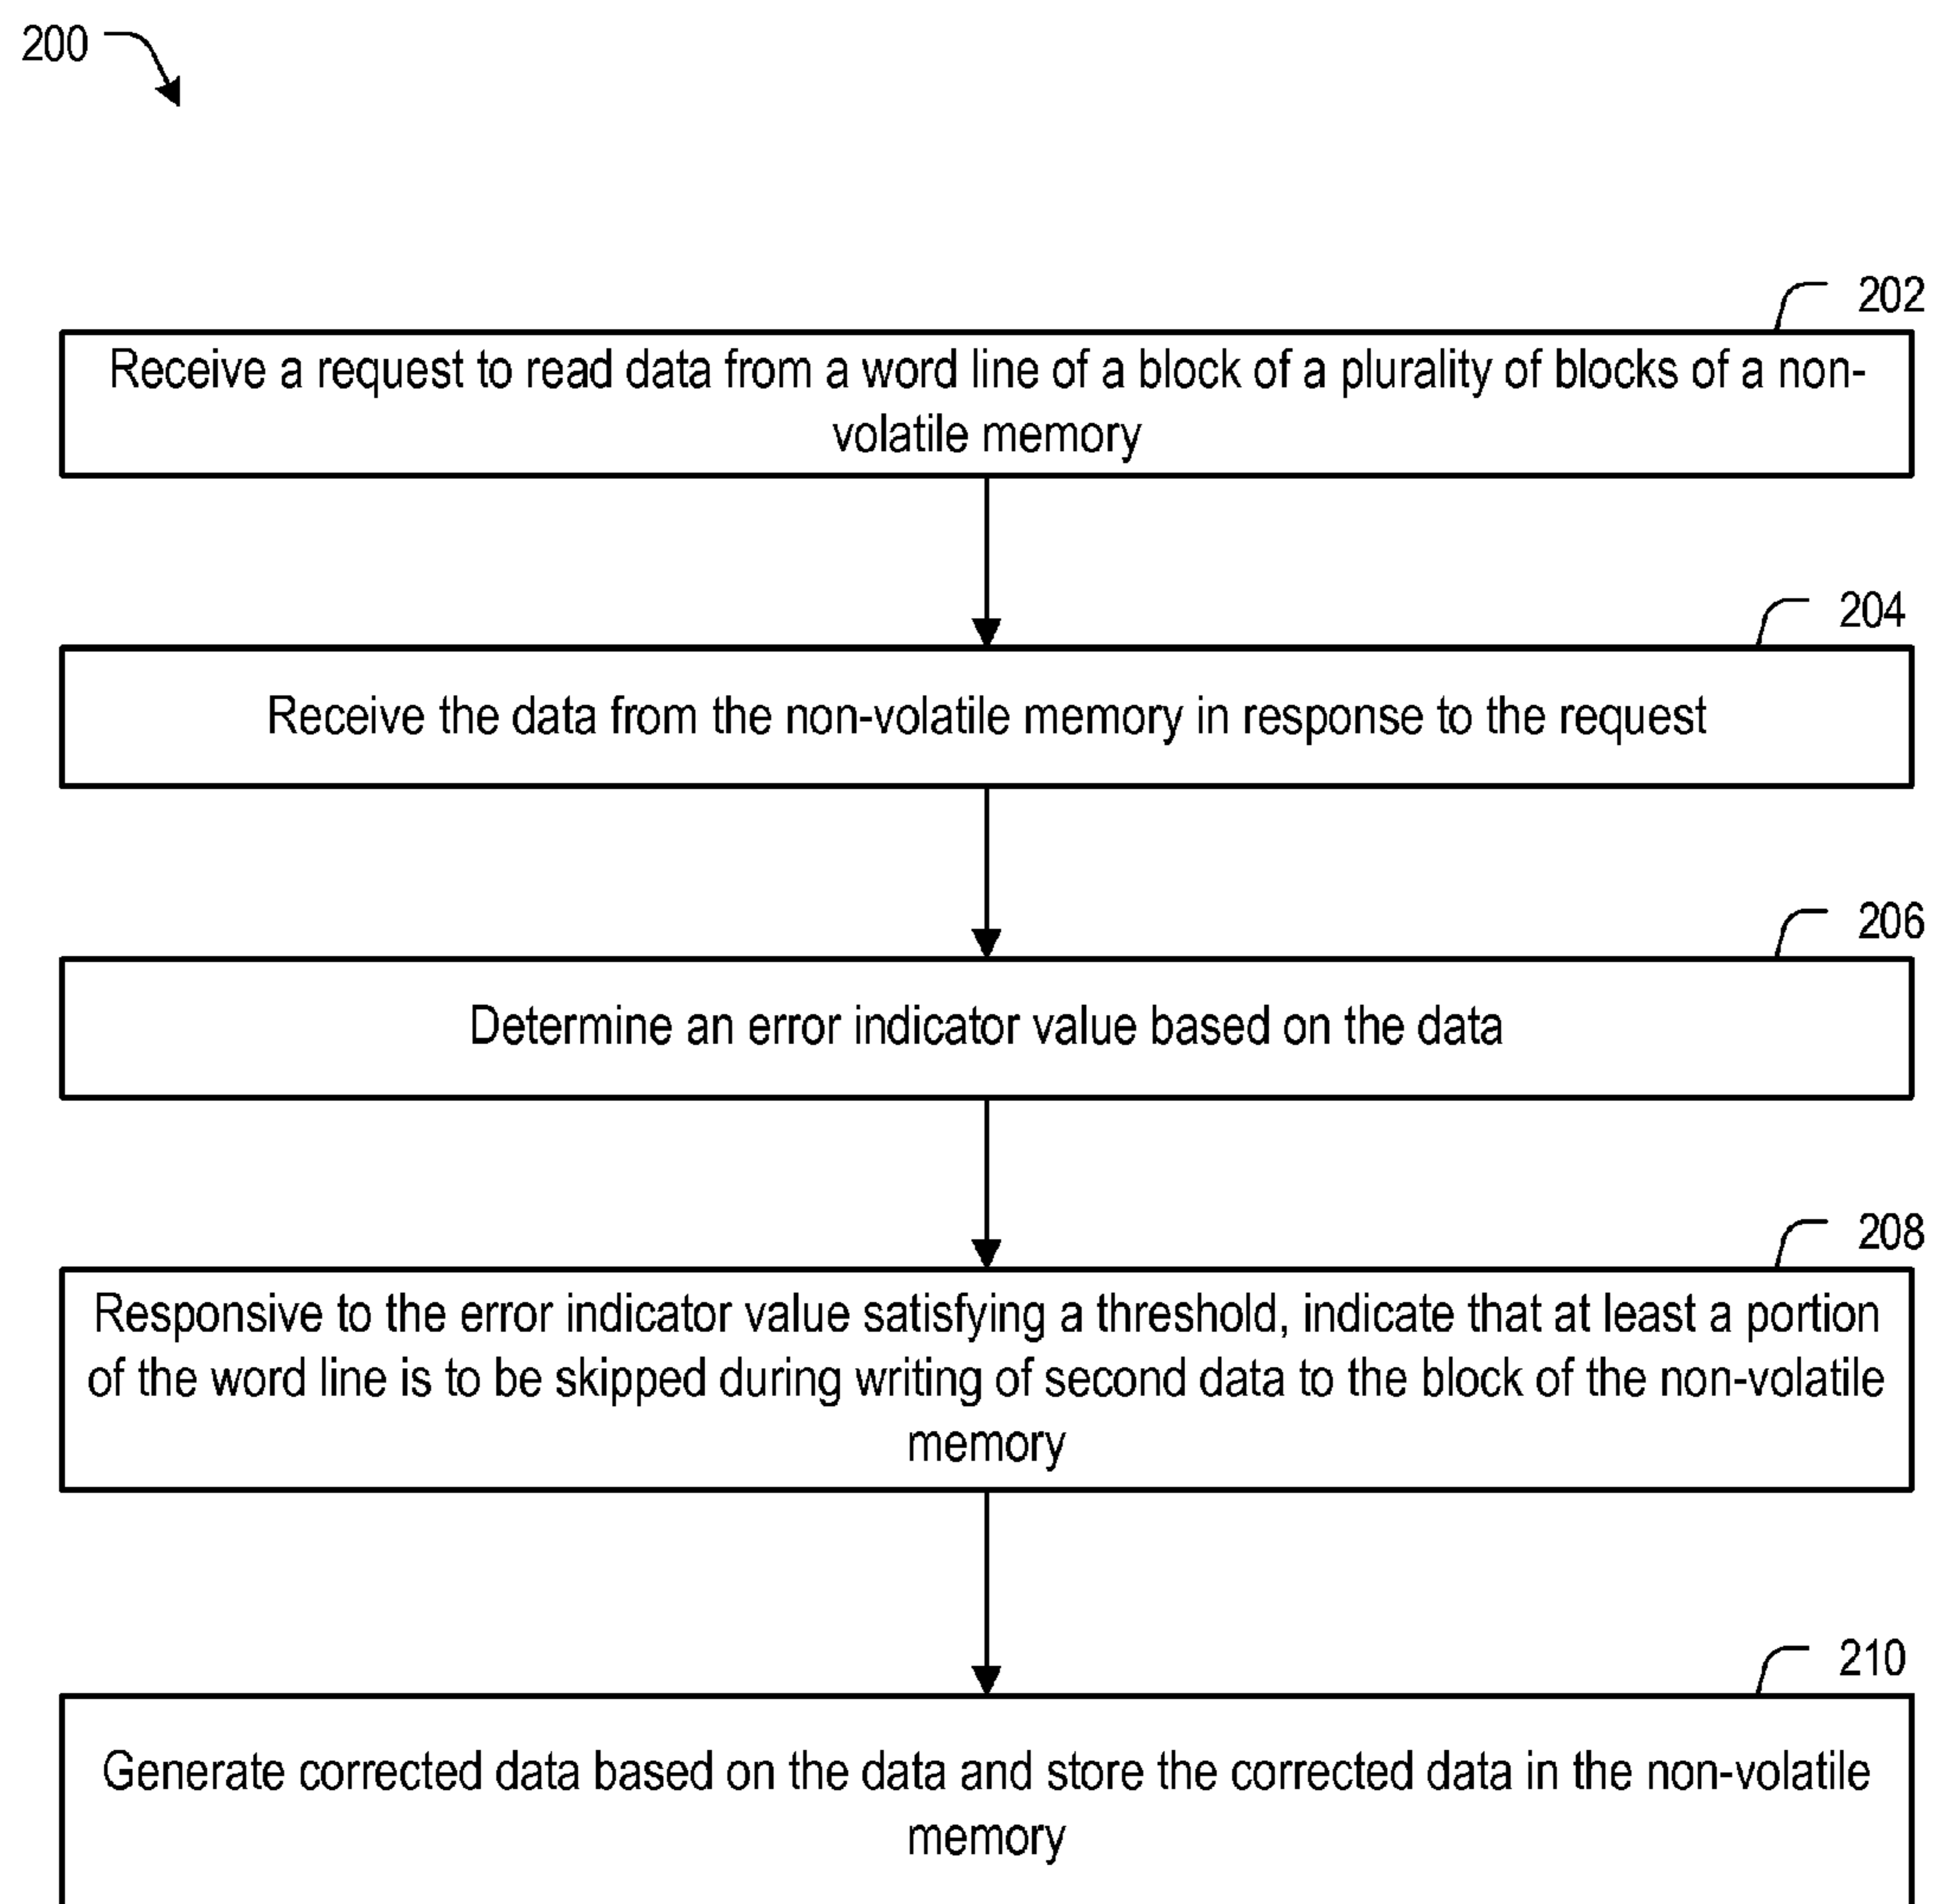 200
202
Receive a request to read data from a word line of a block of a plurality of blocks of a non-
volatile memory
204
Receive the data from the non-volatile memory in response to the request
206
Determine an error indicator value based on the data
208
Responsive to the error indicator value satisfying a threshold, indicate that at least a portion
of the word line is to be skipped during writing of second data to the block of the non-volatile
memory
210
Generate corrected data based on the data and store the corrected data in the non-volatile
memory